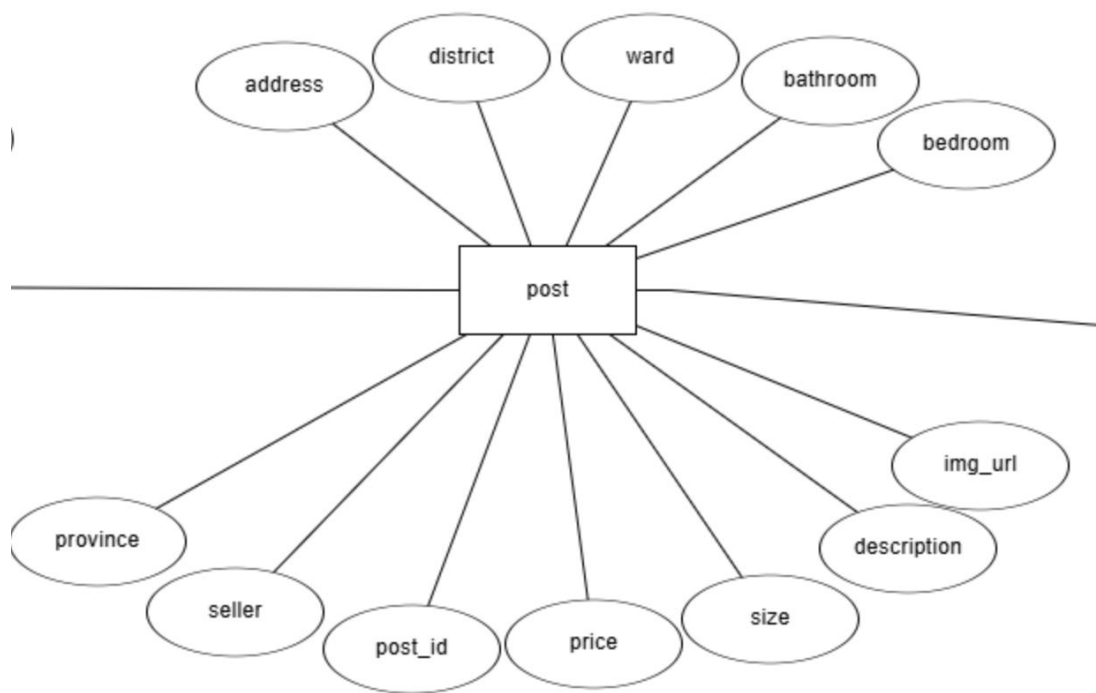 address
district
ward
bathroom
bedroom
post
img_url
province
description
seller
post_id
price
size